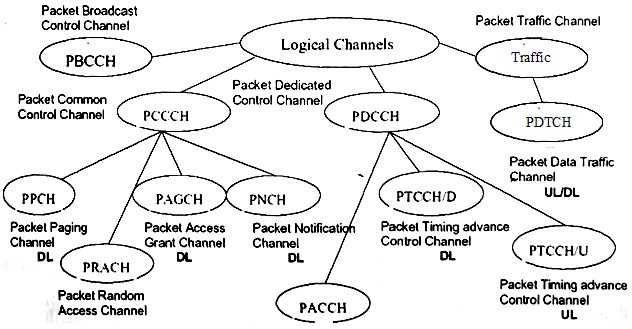 Packet Broadcast
Control Channel
PBCCH
Logical Channels
Packet Traffic Channel
Traffic
Packet Common
Control Channel
PCCCH
Packet Dedicated
Control Channel
PDCCH
PDTCH
Packet Data Traffic
Channel
UL/DL
PPCH
Packet Paging
Channel
DL
PRACH
Packet Random
Access Channel
PAGCH
Packet Access
Grant Channel
DL
PNCH
Packet Notification
Channel
DL
PACCH
PTCCH/D
Packet Timing advance
Control Channel
DL
PTCCH/U
Packet Timing advance
Control Channel
UL